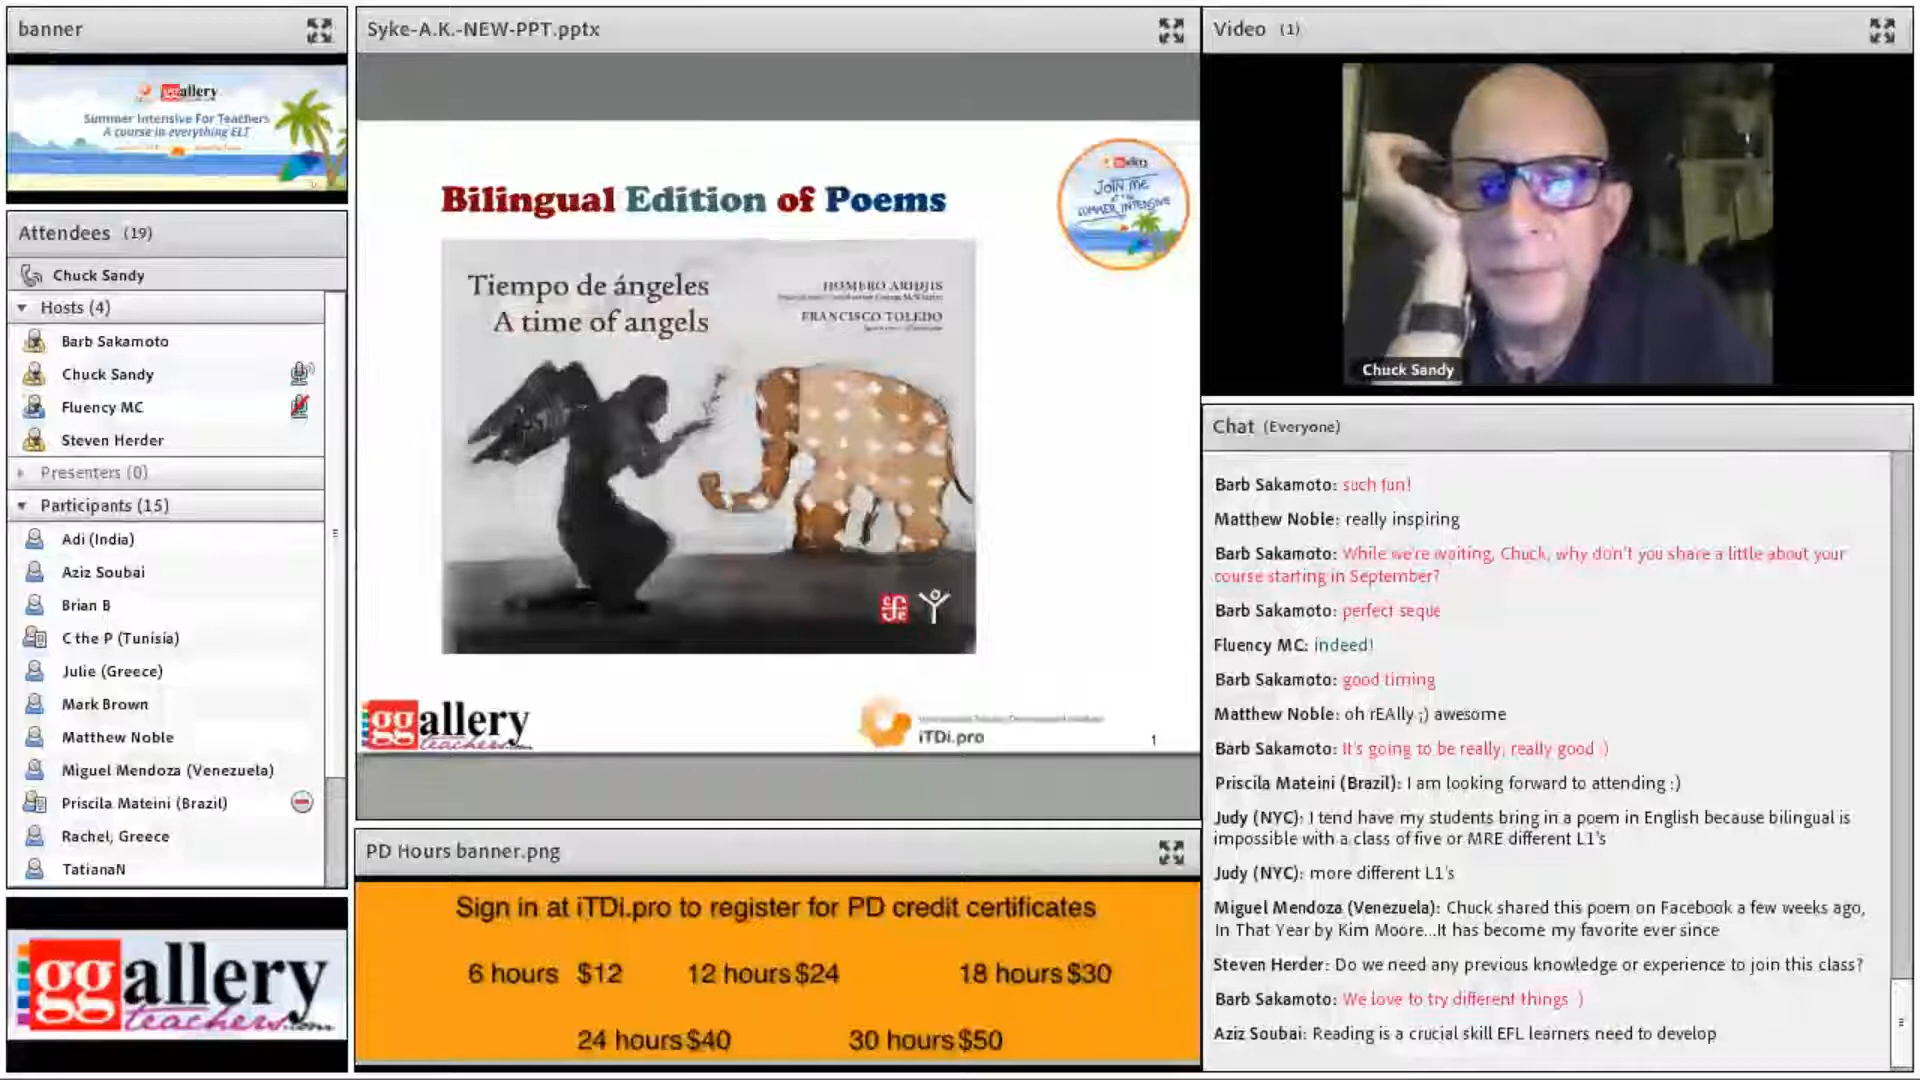 banner
ggallery
Summer Intensive For Teachers
A course in everything ELT
Attendees (19)
Chuck Sandy
Hosts (4)
Barb Sakamoto
Chuck Sandy
Fluency MC
Steven Herder
Presenters (0)
Participants (15)
Adi (India)
Aziz Soubai
Brian B
C the P (Tunisia)
Julie (Greece)
Mark Brown
Matthew Noble
Miguel Mendoza (Venezuela)
Priscila Mateini (Brazil)
Rachel, Greece
TatianaN
ggallery
teachers.com
Syke-A.K.-NEW-PPT.pptx
Bilingual Edition of Poems
JOIN ME
AT THE
SUMMER INTENSIVE
Tiempo de ángeles
A time of angels
HOMERO ARIDJIS
FRANCISCO TOLEDO
ggallery
teachers.com
iTDi.pro
1
PD Hours banner.png
Sign in at iTDi.pro to register for PD credit certificates
6 hours $12 12 hours $24 18 hours $30
24 hours $40 30 hours $50
Video (1)
Chuck Sandy
Chat (Everyone)
Barb Sakamoto: such fun!
Matthew Noble: really inspiring
Barb Sakamoto: While we're waiting, Chuck, why don't you share a little about your
course starting in September?
Barb Sakamoto: perfect seque
Fluency MC: indeed!
Barb Sakamoto: good timing
Matthew Noble: oh rEAlly ;) awesome
Barb Sakamoto: It's going to be really, really good :)
Priscila Mateini (Brazil): I am looking forward to attending :)
Judy (NYC): I tend have my students bring in a poem in English because bilingual is
impossible with a class of five or MRE different L1's
Judy (NYC): more different L1's
Miguel Mendoza (Venezuela): Chuck shared this poem on Facebook a few weeks ago,
In That Year by Kim Moore...It has become my favorite ever since
Steven Herder: Do we need any previous knowledge or experience to join this class?
Barb Sakamoto: We love to try different things :)
Aziz Soubai: Reading is a crucial skill EFL learners need to develop